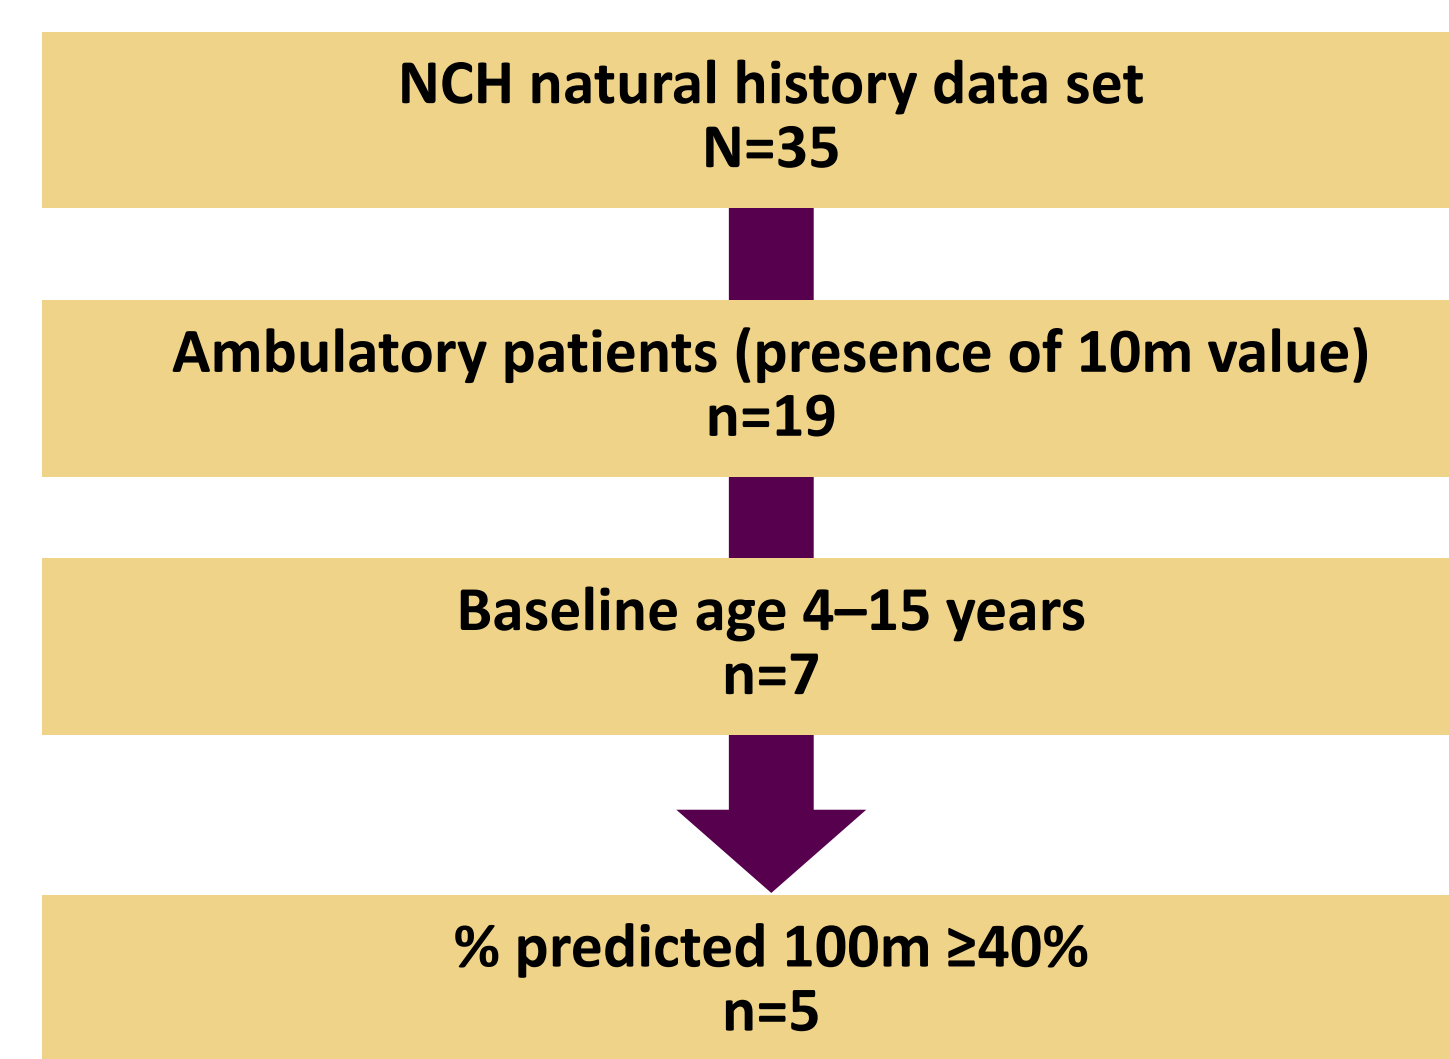 NCH natural history data set
N=35
Ambulatory patients (presence of 10m value)
n=19
Baseline age 4–15 years
n=7
% predicted 100m ≥40%
n=5